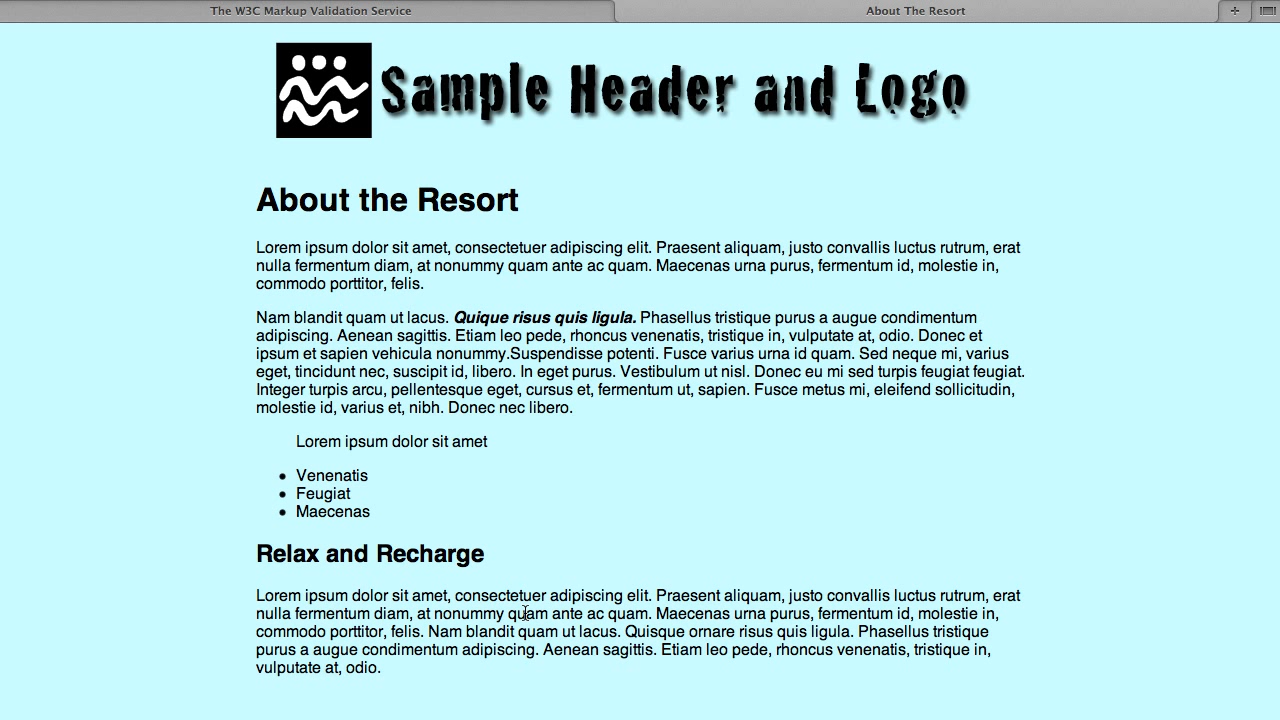 The W3C Markup Validation Service
About The Resort
Sample Header and Logo
About the Resort
Lorem ipsum dolor sit amet, consectetuer adipiscing elit. Praesent aliquam, justo convallis luctus rutrum, erat
nulla fermentum diam, at nonummy quam ante ac quam. Maecenas urna purus, fermentum id, molestie in,
commodo porttitor, felis.
Nam blandit quam ut lacus. Quique risus quis ligula. Phasellus tristique purus a augue condimentum
adipiscing. Aenean sagittis. Etiam leo pede, rhoncus venenatis, tristique in, vulputate at, odio. Donec et
ipsum et sapien vehicula nonummy.Suspendisse potenti. Fusce varius urna id quam. Sed neque mi, varius
eget, tincidunt nec, suscipit id, libero. In eget purus. Vestibulum ut nisl. Donec eu mi sed turpis feugiat feugiat.
Integer turpis arcu, pellentesque eget, cursus et, fermentum ut, sapien. Fusce metus mi, eleifend sollicitudin,
molestie id, varius et, nibh. Donec nec libero.
Lorem ipsum dolor sit amet
• Venenatis
• Feugiat
• Maecenas
Relax and Recharge
Lorem ipsum dolor sit amet, consectetuer adipiscing elit. Praesent aliquam, justo convallis luctus rutrum, erat
nulla fermentum diam, at nonummy quam ante ac quam. Maecenas urna purus, fermentum id, molestie in,
commodo porttitor, felis. Nam blandit quam ut lacus. Quisque ornare risus quis ligula. Phasellus tristique
purus a augue condimentum adipiscing. Aenean sagittis. Etiam leo pede, rhoncus venenatis, tristique in,
vulputate at, odio.